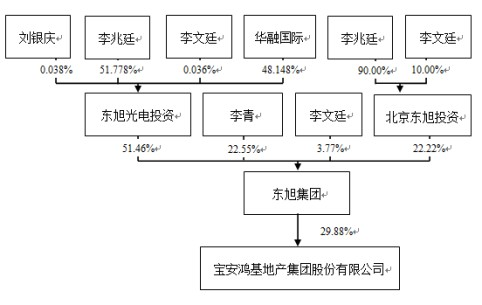 刘银庆 李兆廷 李文廷 华融国际 李兆廷 李文廷
0.038% 51.778% 0.036% 48.148% 90.00% 10.00%
东旭光电投资 李青 李文廷 北京东旭投资
51.46% 22.55% 3.77% 22.22%
东旭集团
29.88%
宝安鸿基地产集团股份有限公司